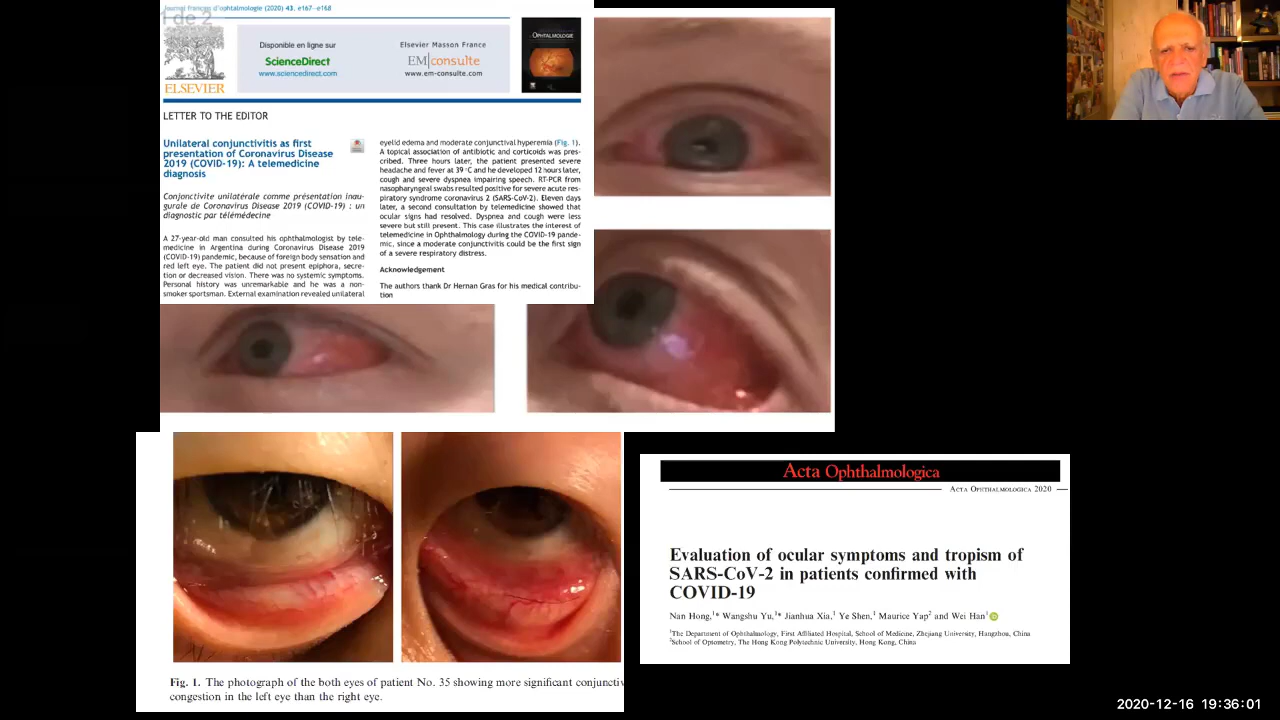 Journal français d'ophtalmologie (2020) 43, e167—e168
1 de 2
Disponible en ligne sur
ScienceDirect
www.sciencedirect.com
Elsevier Masson France
EM|consulte
www.em-consulte.com
OPHTALMOLOGIE
ELSEVIER
LETTER TO THE EDITOR
Unilateral conjunctivitis as first
presentation of Coronavirus Disease
2019 (COVID-19): A telemedicine
diagnosis
Conjonctivite unilatérale comme présentation inau-
gurale de Coronavirus Disease 2019 (COVID-19) : un
diagnostic par télémédecine
A 27-year-old man consulted his ophthalmologist by tele-
medicine in Argentina during Coronavirus Disease 2019
(COVID-19) pandemic, because of foreign body sensation and
red left eye. The patient did not present epiphora, secre-
tion or decreased vision. There was no systemic symptoms.
Personal history was unremarkable and he was a non-
smoker sportsman. External examination revealed unilateral
eyelid edema and moderate conjunctival hyperemia (Fig. 1).
A topical association of antibiotic and corticoids was pres-
cribed. Three hours later, the patient presented severe
headache and fever at 39 °C and he developed 12 hours later,
cough and severe dyspnea impairing speech. RT-PCR from
nasopharyngeal swabs resulted positive for severe acute res-
piratory syndrome coronavirus 2 (SARS-CoV-2). Eleven days
later, a second consultation by telemedicine showed that
ocular signs had resolved. Dyspnea and cough were less
severe but still present. This case illustrates the interest of
telemedicine in Ophthalmology during the COVID-19 pande-
mic, since a moderate conjunctivitis could be the first sign
of a severe respiratory distress.
Acknowledgement
The authors thank Dr Hernan Gras for his medical contribu-
tion
Fig. 1. The photograph of the both eyes of patient No. 35 showing more significant conjunctiv
congestion in the left eye than the right eye.
Acta Ophthalmologica
ACTA OPHTHALMOLOGICA 2020
Evaluation of ocular symptoms and tropism of
SARS-CoV-2 in patients confirmed with
COVID-19
Nan Hong,1* Wangshu Yu,1* Jianhua Xia,1 Ye Shen,1 Maurice Yap2 and Wei Han1
1The Department of Ophthalmology, First Affiliated Hospital, School of Medicine, Zhejiang University, Hangzhou, China
2School of Optometry, The Hong Kong Polytechnic University, Hong Kong, China
2020-12-16 19:36:01